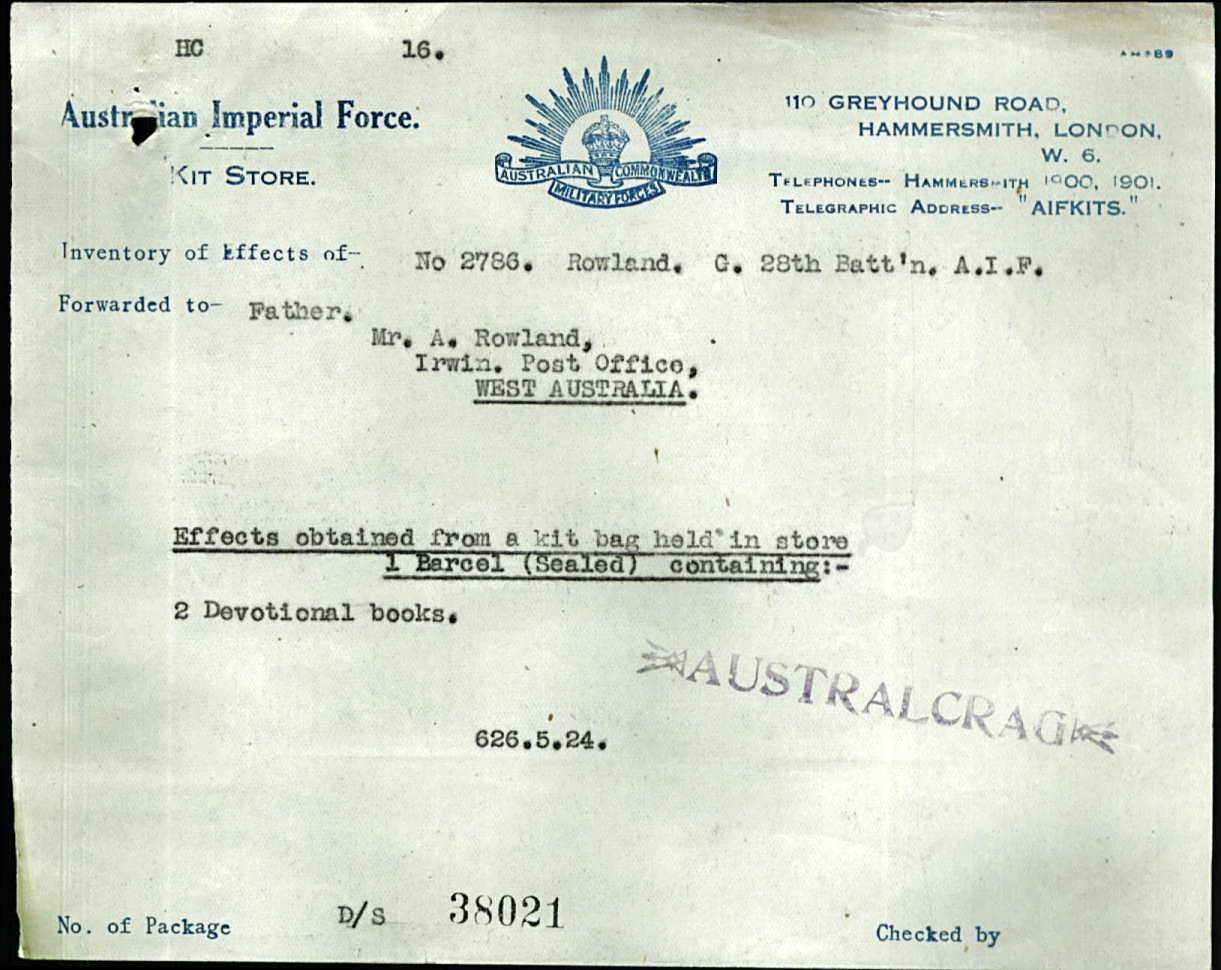 HC 16.
Australian Imperial Force.
KIT STORE.
AUSTRALIAN COMMONWEALTH
MILITARY FORCES
110 GREYHOUND ROAD,
HAMMERSMITH, LONDON,
W. 6.
TELEPHONES-- HAMMERSMITH 1900, 1901.
TELEGRAPHIC ADDRESS-- "AIFKITS."
Inventory of Effects of- No 2786. Rowland. G. 28th Batt'n. A.I.F.
Forwarded to- Father.
Mr. A. Rowland,
Irwin. Post Office,
WEST AUSTRALIA.
Effects obtained from a kit bag held in store
1 Parcel (Sealed) containing:-
2 Devotional books.
AUSTRALCRAG
626.5.24.
No. of Package D/S 38021
Checked by